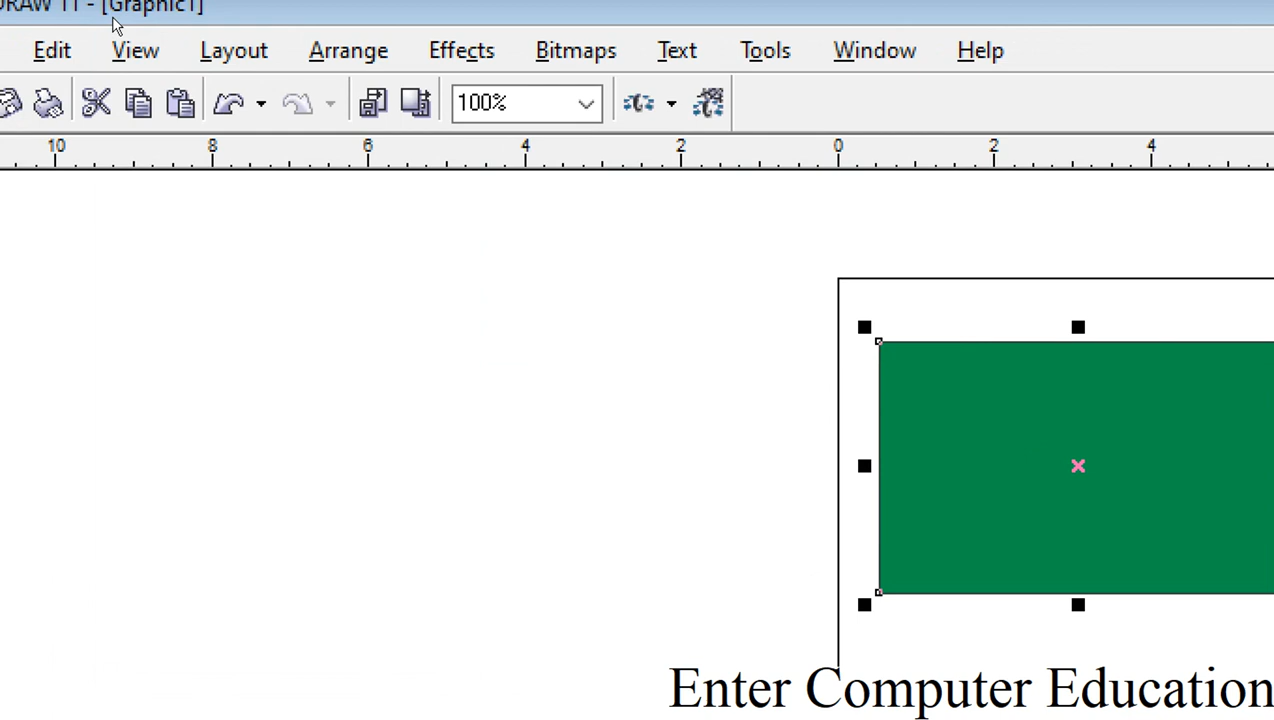 DRAW 11 - [Graphic1]
Edit View Layout Arrange Effects Bitmaps Text Tools Window Help
100%
10 8 6 4 2 0 2 4
Enter Computer Education